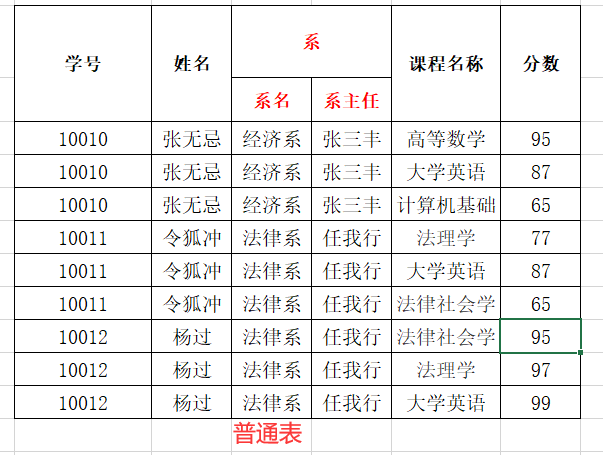 系
学号 姓名 课程名称 分数
系名 系主任
10010 张无忌 经济系 张三丰 高等数学 95
10010 张无忌 经济系 张三丰 大学英语 87
10010 张无忌 经济系 张三丰 计算机基础 65
10011 令狐冲 法律系 任我行 法理学 77
10011 令狐冲 法律系 任我行 大学英语 87
10011 令狐冲 法律系 任我行 法律社会学 65
10012 杨过 法律系 任我行 法律社会学 95
10012 杨过 法律系 任我行 法理学 97
10012 杨过 法律系 任我行 大学英语 99
普通表